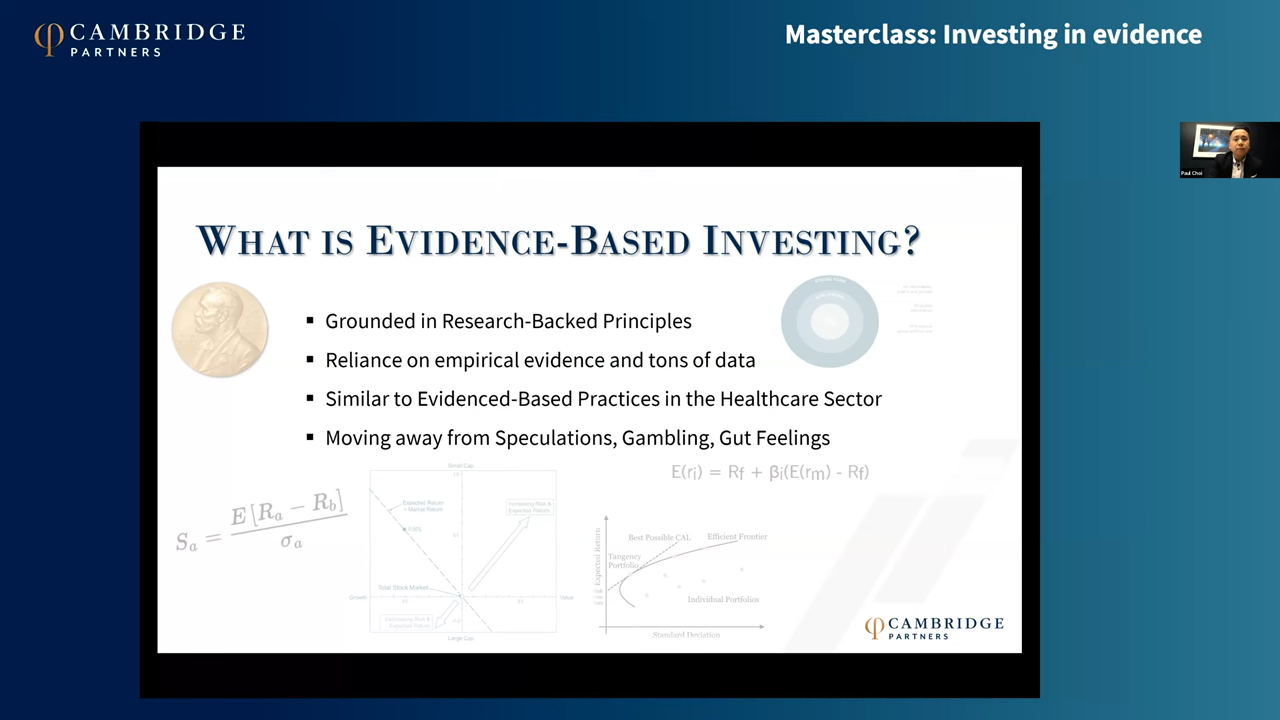 CAMBRIDGE
PARTNERS
Masterclass: Investing in evidence
Paul Choi
WHAT IS EVIDENCE-BASED INVESTING?
▪ Grounded in Research-Backed Principles
▪ Reliance on empirical evidence and tons of data
▪ Similar to Evidenced-Based Practices in the Healthcare Sector
▪ Moving away from Speculations, Gambling, Gut Feelings
E(ri) = Rf + βi(E(rm) - Rf)
Sa = E[Ra − Rb] / σa
Small Cap
Expected Return
= Market Return
Increasing Risk &
Expected Return
Total Stock Market
Growth
Value
Decreasing Risk &
Expected Return
Large Cap
Best Possible CAL
Efficient Frontier
Tangency
Portfolio
Expected Return
Individual Portfolios
Standard Deviation
CAMBRIDGE
PARTNERS